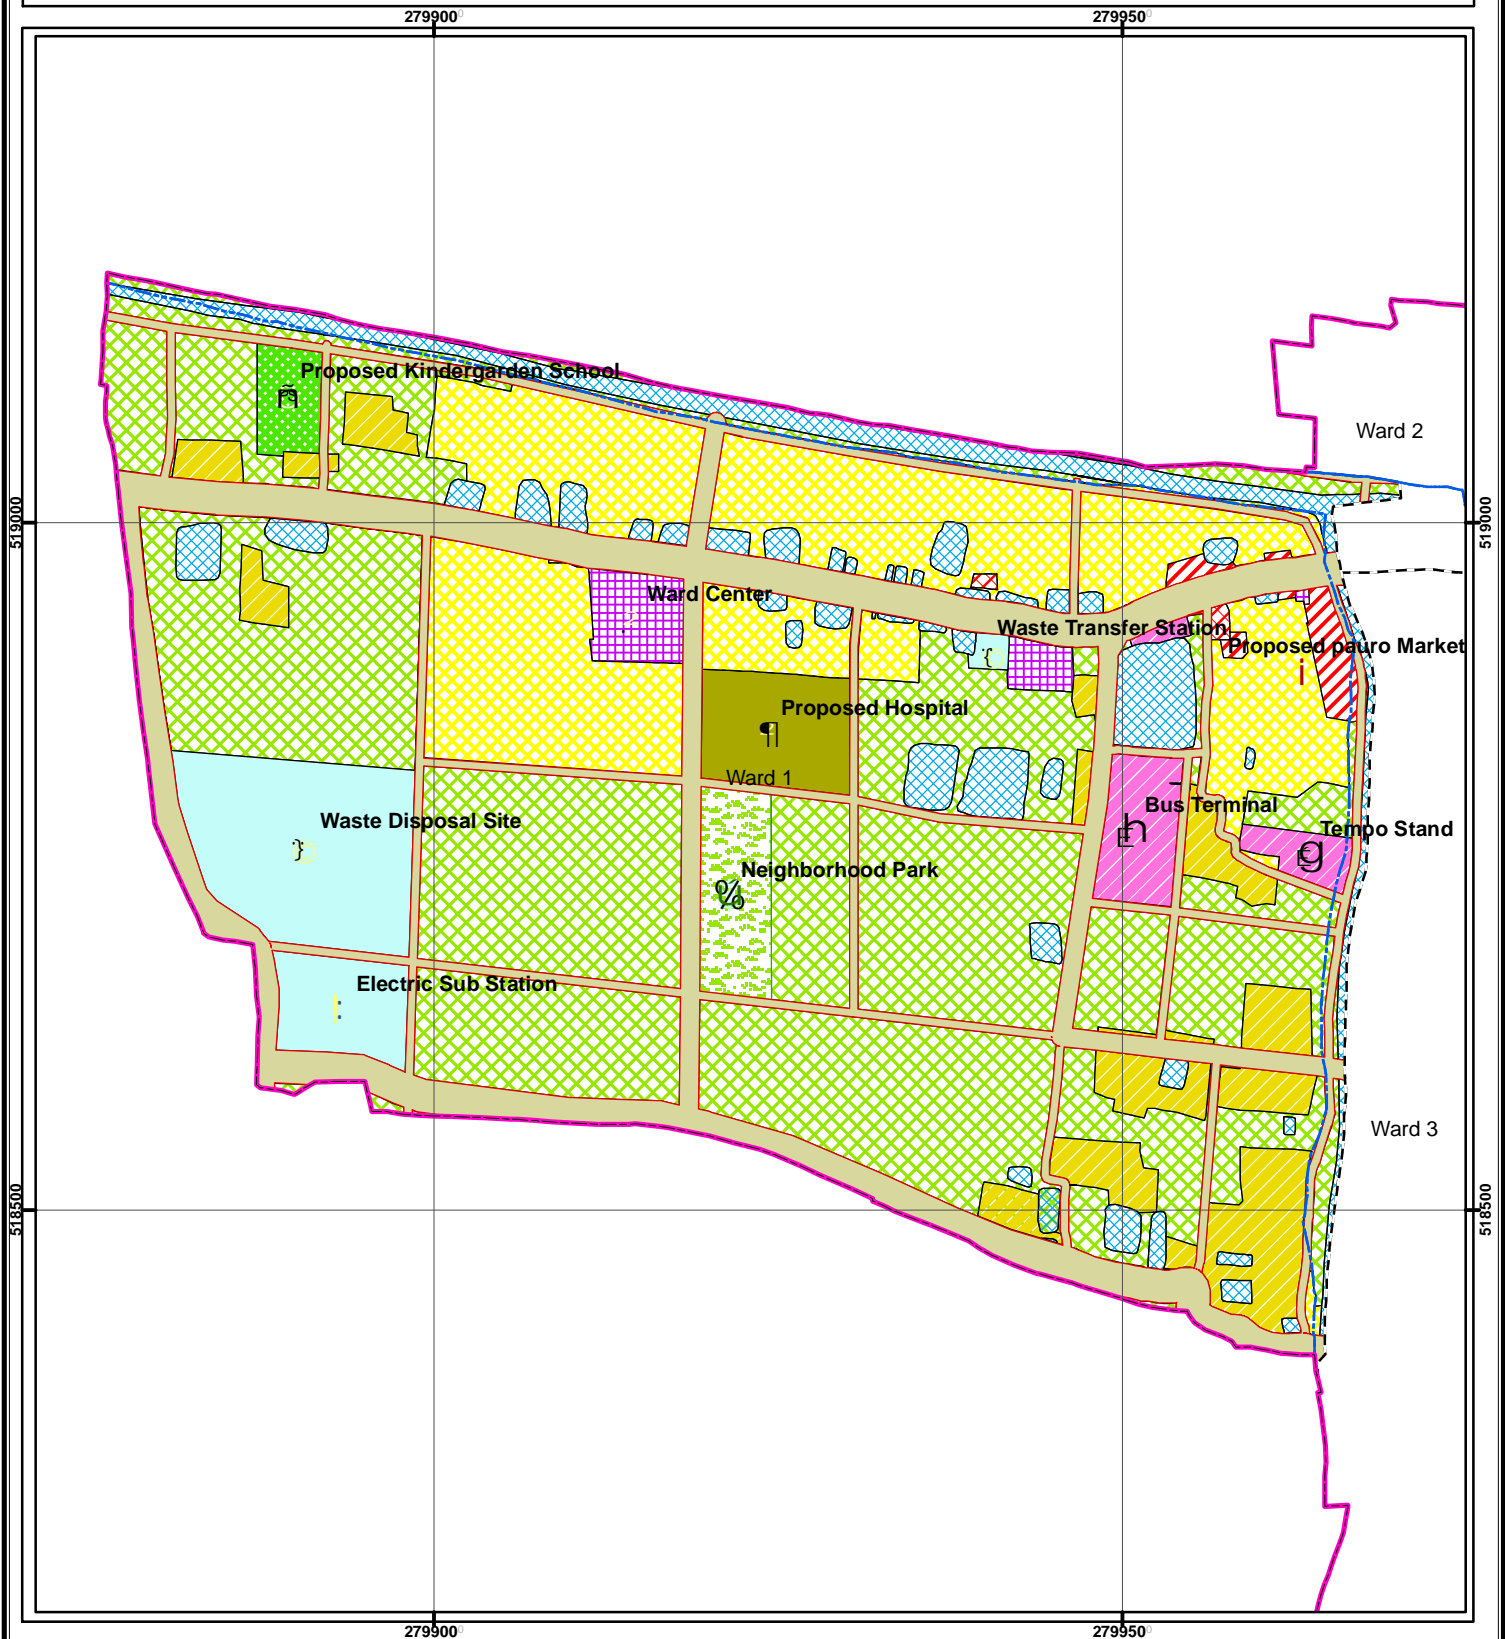 279900
279950
Proposed Kindergarden School
Ward 2
519000
519000
Ward Center
Waste Transfer Station
Proposed pauro Market
Proposed Hospital
Ward 1
Bus Terminal
Waste Disposal Site
Tempo Stand
Neighborhood Park
Electric Sub Station
Ward 3
518500
518500
279900
279950